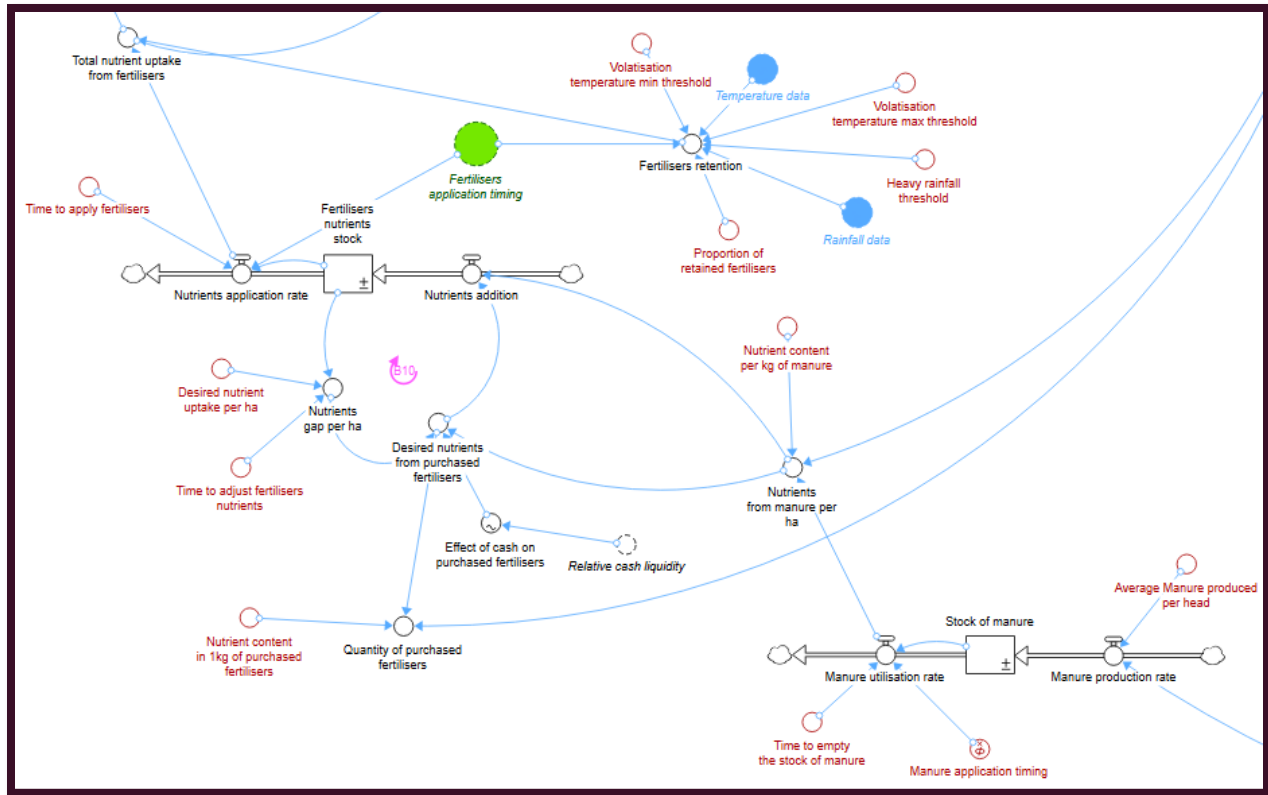 Total nutrient uptake
from fertilisers
Volatisation
temperature min threshold
Temperature data
Volatisation
temperature max threshold
Fertilisers retention
Fertilisers
application timing
Heavy rainfall
threshold
Time to apply fertilisers
Fertilisers
nutrients
stock
Rainfall data
Proportion of
retained fertilisers
Nutrients application rate
Nutrients addition
±
Nutrient content
per kg of manure
B10
Desired nutrient
uptake per ha
Nutrients
gap per ha
Desired nutrients
from purchased
fertilisers
Time to adjust fertilisers
nutrients
Nutrients
from manure per
ha
Effect of cash on
purchased fertilisers
Relative cash liquidity
Average Manure produced
per head
Nutrient content
in 1kg of purchased
fertilisers
Quantity of purchased
fertilisers
Stock of manure
±
Manure utilisation rate
Manure production rate
Time to empty
the stock of manure
Manure application timing